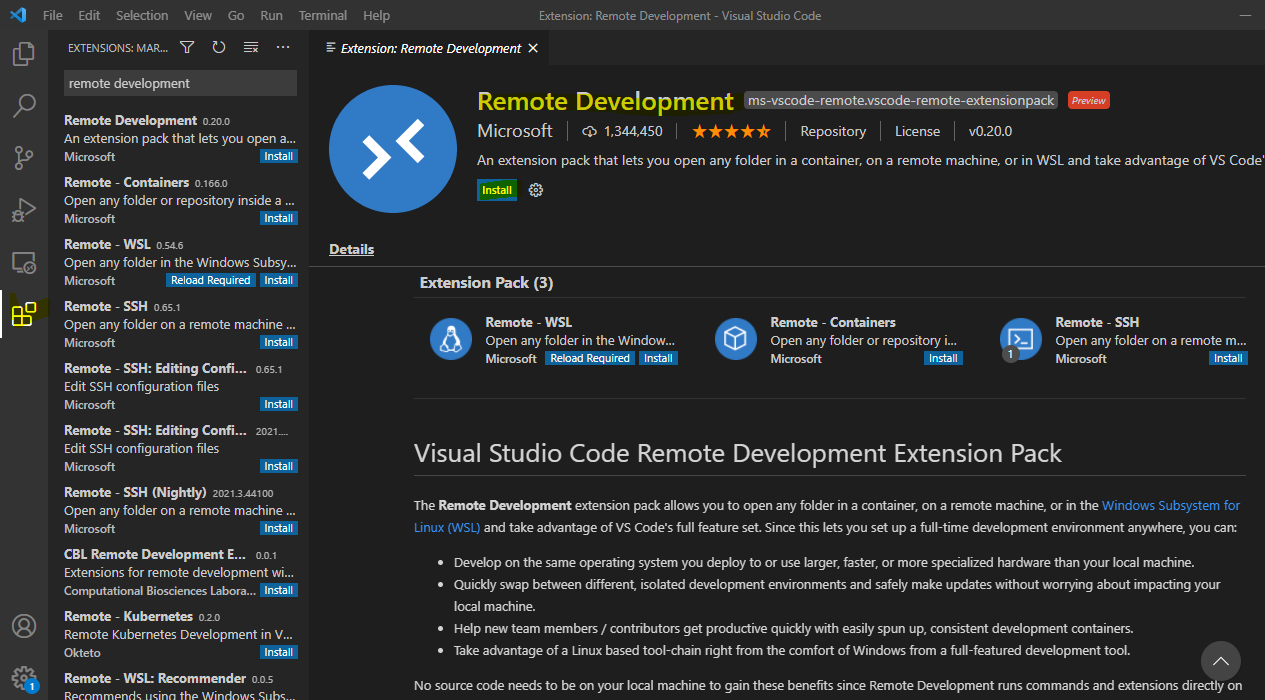 File Edit Selection View Go Run Terminal Help
Extension: Remote Development - Visual Studio Code
EXTENSIONS: MAR...
remote development
Remote Development 0.20.0
An extension pack that lets you open a...
Microsoft Install
Remote - Containers 0.166.0
Open any folder or repository inside a ...
Microsoft Install
Remote - WSL 0.54.6
Open any folder in the Windows Subsy...
Microsoft Reload Required Install
Remote - SSH 0.65.1
Open any folder on a remote machine ...
Microsoft Install
Remote - SSH: Editing Confi... 0.65.1
Edit SSH configuration files
Microsoft Install
Remote - SSH: Editing Confi... 2021....
Edit SSH configuration files
Microsoft Install
Remote - SSH (Nightly) 2021.3.44100
Open any folder on a remote machine ...
Microsoft Install
CBL Remote Development E... 0.0.1
Extensions for remote development wi...
Computational Biosciences Labora... Install
Remote - Kubernetes 0.2.0
Remote Kubernetes Development in V...
Okteto Install
Remote - WSL: Recommender 0.0.5
Recommends using the Windows Subs...
1
Extension: Remote Development
Remote Development ms-vscode-remote.vscode-remote-extensionpack Preview
Microsoft 1,344,450 Repository License v0.20.0
An extension pack that lets you open any folder in a container, on a remote machine, or in WSL and take advantage of VS Code'
Install
Details
Extension Pack (3)
Remote - WSL
Open any folder in the Window...
Microsoft Reload Required Install
Remote - Containers
Open any folder or repository i...
Microsoft Install
1
Remote - SSH
Open any folder on a remote m...
Microsoft Install
Visual Studio Code Remote Development Extension Pack
The Remote Development extension pack allows you to open any folder in a container, on a remote machine, or in the Windows Subsystem for
Linux (WSL) and take advantage of VS Code's full feature set. Since this lets you set up a full-time development environment anywhere, you can:
• Develop on the same operating system you deploy to or use larger, faster, or more specialized hardware than your local machine.
• Quickly swap between different, isolated development environments and safely make updates without worrying about impacting your
local machine.
• Help new team members / contributors get productive quickly with easily spun up, consistent development containers.
• Take advantage of a Linux based tool-chain right from the comfort of Windows from a full-featured development tool.
No source code needs to be on your local machine to gain these benefits since Remote Development runs commands and extensions directly on